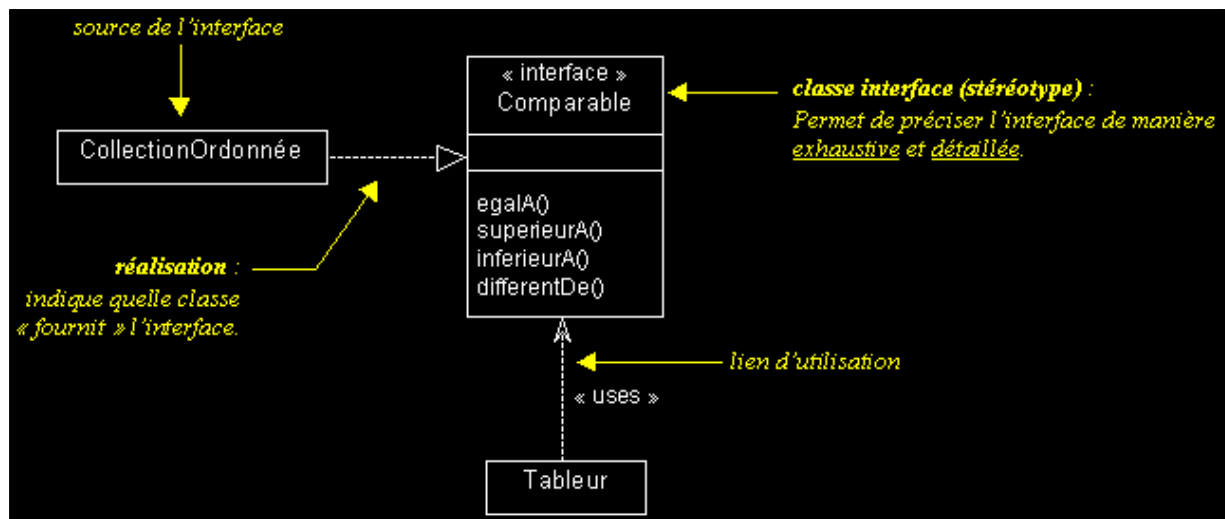 source de l'interface
« interface »
Comparable
classe interface (stéréotype) :
Permet de préciser l'interface de manière
exhaustive et détaillée.
CollectionOrdonnée
egalA()
superieurA()
inferieurA()
differentDe()
réalisation :
indique quelle classe
« fournit » l'interface.
lien d'utilisation
« uses »
Tableur